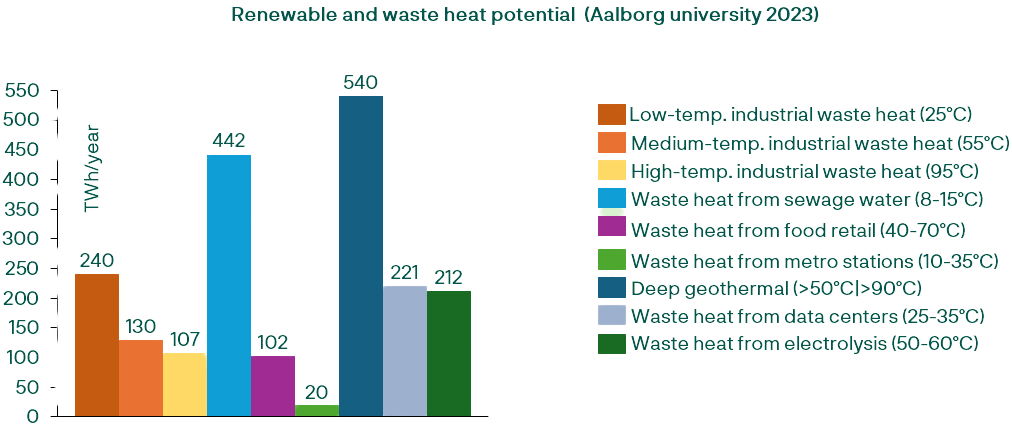 Renewable and waste heat potential (Aalborg university 2023)
TWh/year
550
500
450
400
350
300
250
200
150
100
50
0
240
130
107
442
102
20
540
221
212
Low-temp. industrial waste heat (25°C)
Medium-temp. industrial waste heat (55°C)
High-temp. industrial waste heat (95°C)
Waste heat from sewage water (8-15°C)
Waste heat from food retail (40-70°C)
Waste heat from metro stations (10-35°C)
Deep geothermal (>50°C|>90°C)
Waste heat from data centers (25-35°C)
Waste heat from electrolysis (50-60°C)